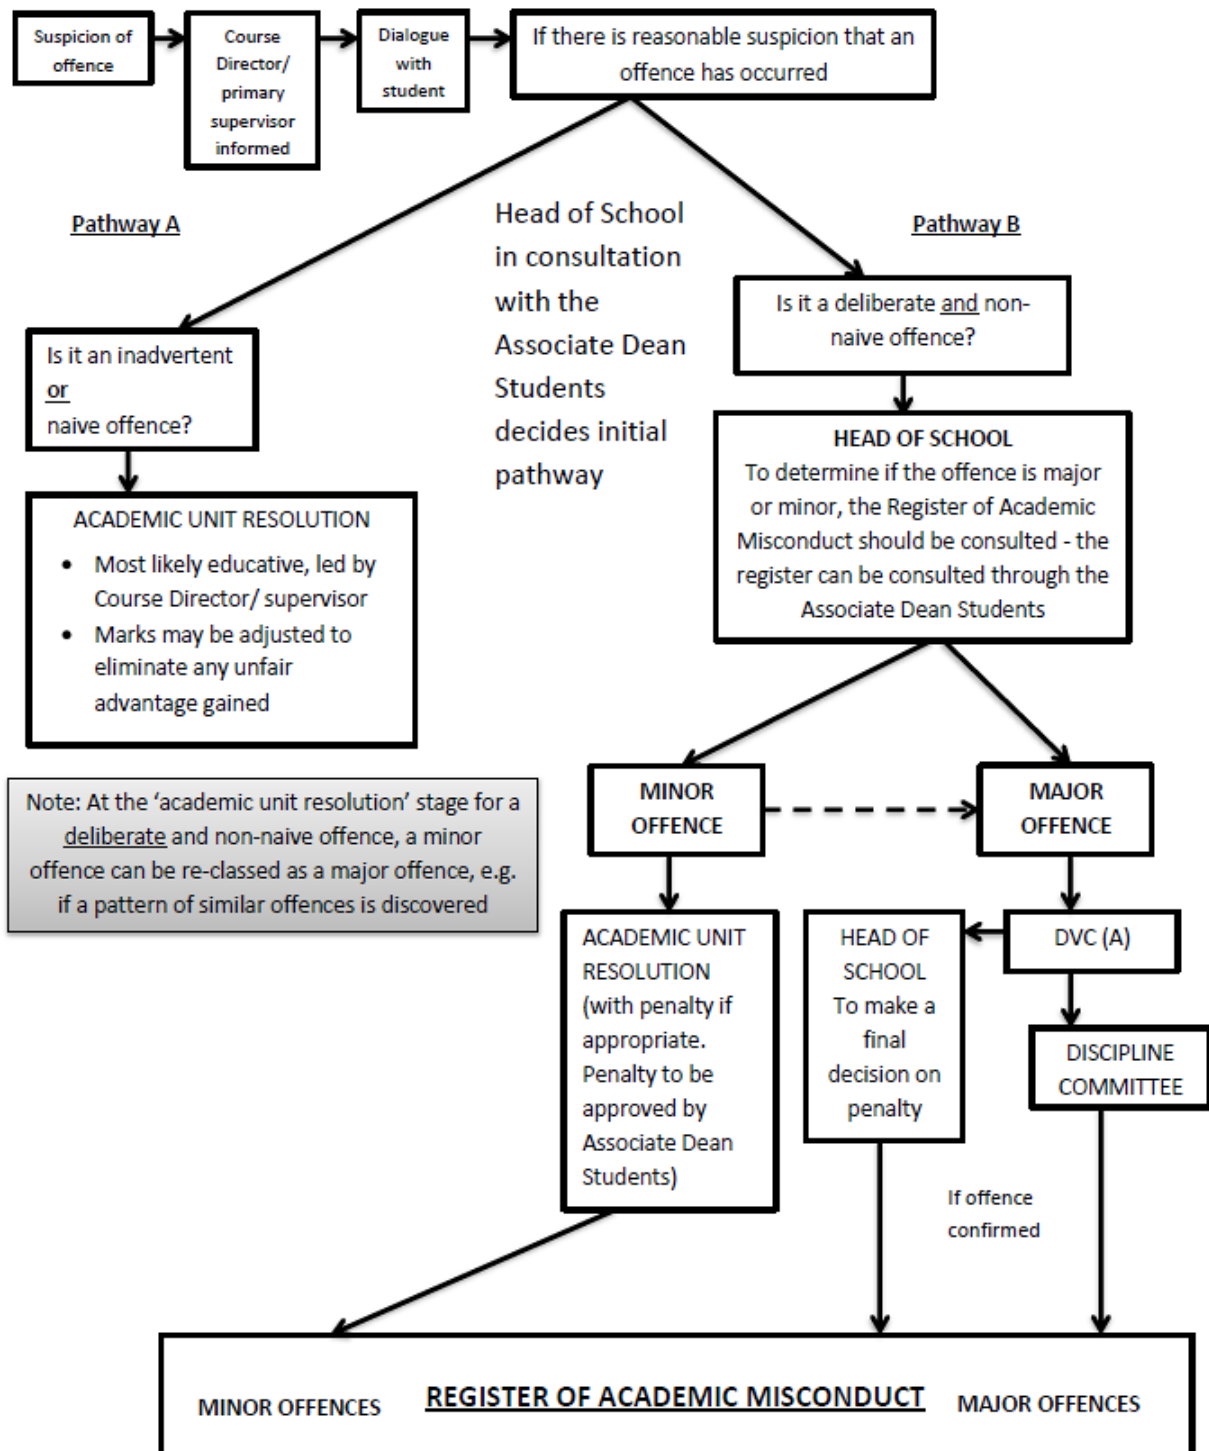 Suspicion of
offence
Course
Director/
primary
supervisor
informed
Dialogue
with
student
If there is reasonable suspicion that an
offence has occurred
Pathway A
Head of School
in consultation
with the
Associate Dean
Students
decides initial
pathway
Pathway B
Is it an inadvertent
or
naive offence?
Is it a deliberate and non-
naive offence?
ACADEMIC UNIT RESOLUTION
• Most likely educative, led by
Course Director/ supervisor
• Marks may be adjusted to
eliminate any unfair
advantage gained
HEAD OF SCHOOL
To determine if the offence is major
or minor, the Register of Academic
Misconduct should be consulted - the
register can be consulted through the
Associate Dean Students
Note: At the ‘academic unit resolution’ stage for a
deliberate and non-naive offence, a minor
offence can be re-classed as a major offence, e.g.
if a pattern of similar offences is discovered
MINOR
OFFENCE
MAJOR
OFFENCE
ACADEMIC UNIT
RESOLUTION
(with penalty if
appropriate.
Penalty to be
approved by
Associate Dean
Students)
HEAD OF
SCHOOL
To make a
final
decision on
penalty
DVC (A)
DISCIPLINE
COMMITTEE
If offence
confirmed
MINOR OFFENCES
REGISTER OF ACADEMIC MISCONDUCT
MAJOR OFFENCES